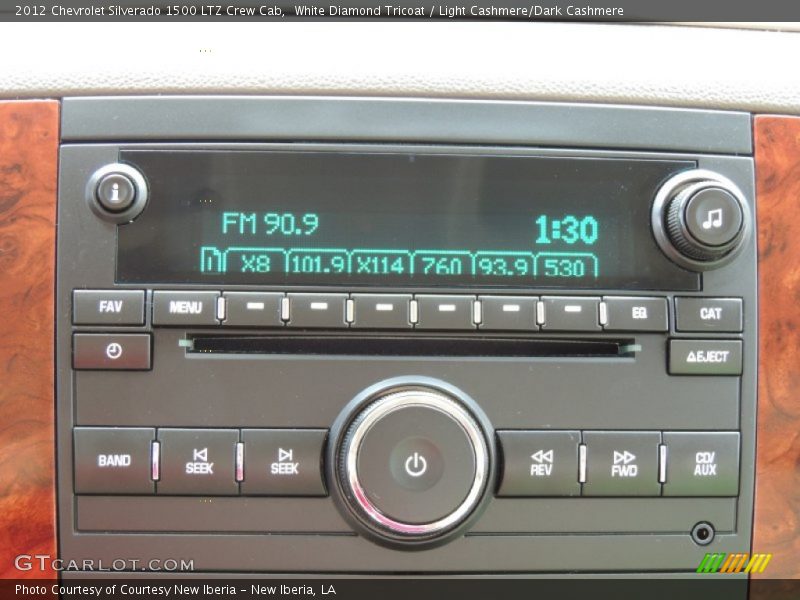 2012 Chevrolet Silverado 1500 LTZ Crew Cab, White Diamond Tricoat / Light Cashmere/Dark Cashmere
i
FM 90.9 1:30
X8 101.9 X114 760 93.9 530
FAV MENU EQ CAT
EJECT
BAND SEEK SEEK REV FWD CD/
AUX
GTCARLOT.COM
Photo Courtesy of Courtesy New Iberia - New Iberia, LA